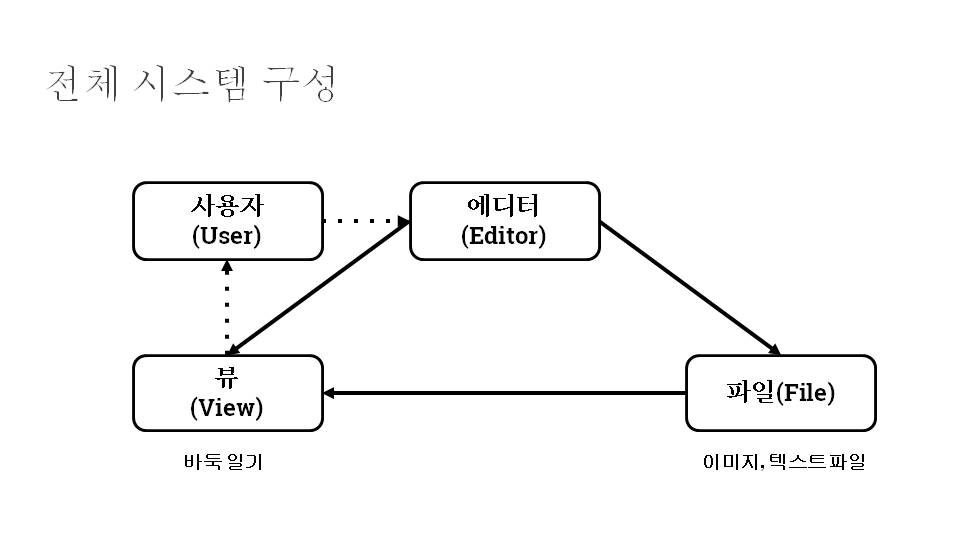 전체 시스템 구성
사용자
(User)
에디터
(Editor)
뷰
(View)
파일(File)
바둑 일기
이미지, 텍스트 파일